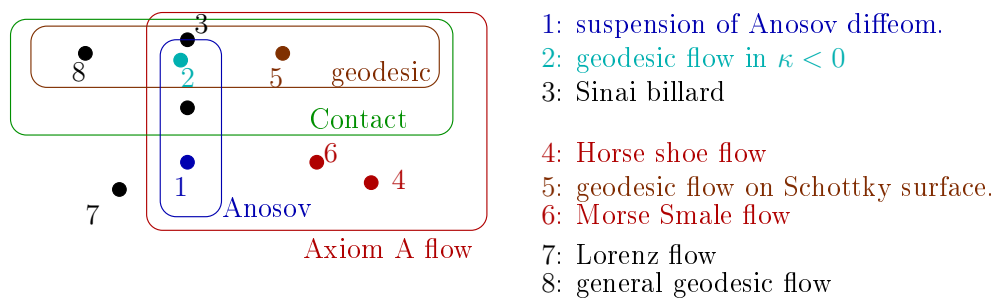 3
8
2
5
geodesic
Contact
6
4
1
7
Anosov
Axiom A flow
1: suspension of Anosov diffeom.
2: geodesic flow in κ < 0
3: Sinai billard
4: Horse shoe flow
5: geodesic flow on Schottky surface.
6: Morse Smale flow
7: Lorenz flow
8: general geodesic flow